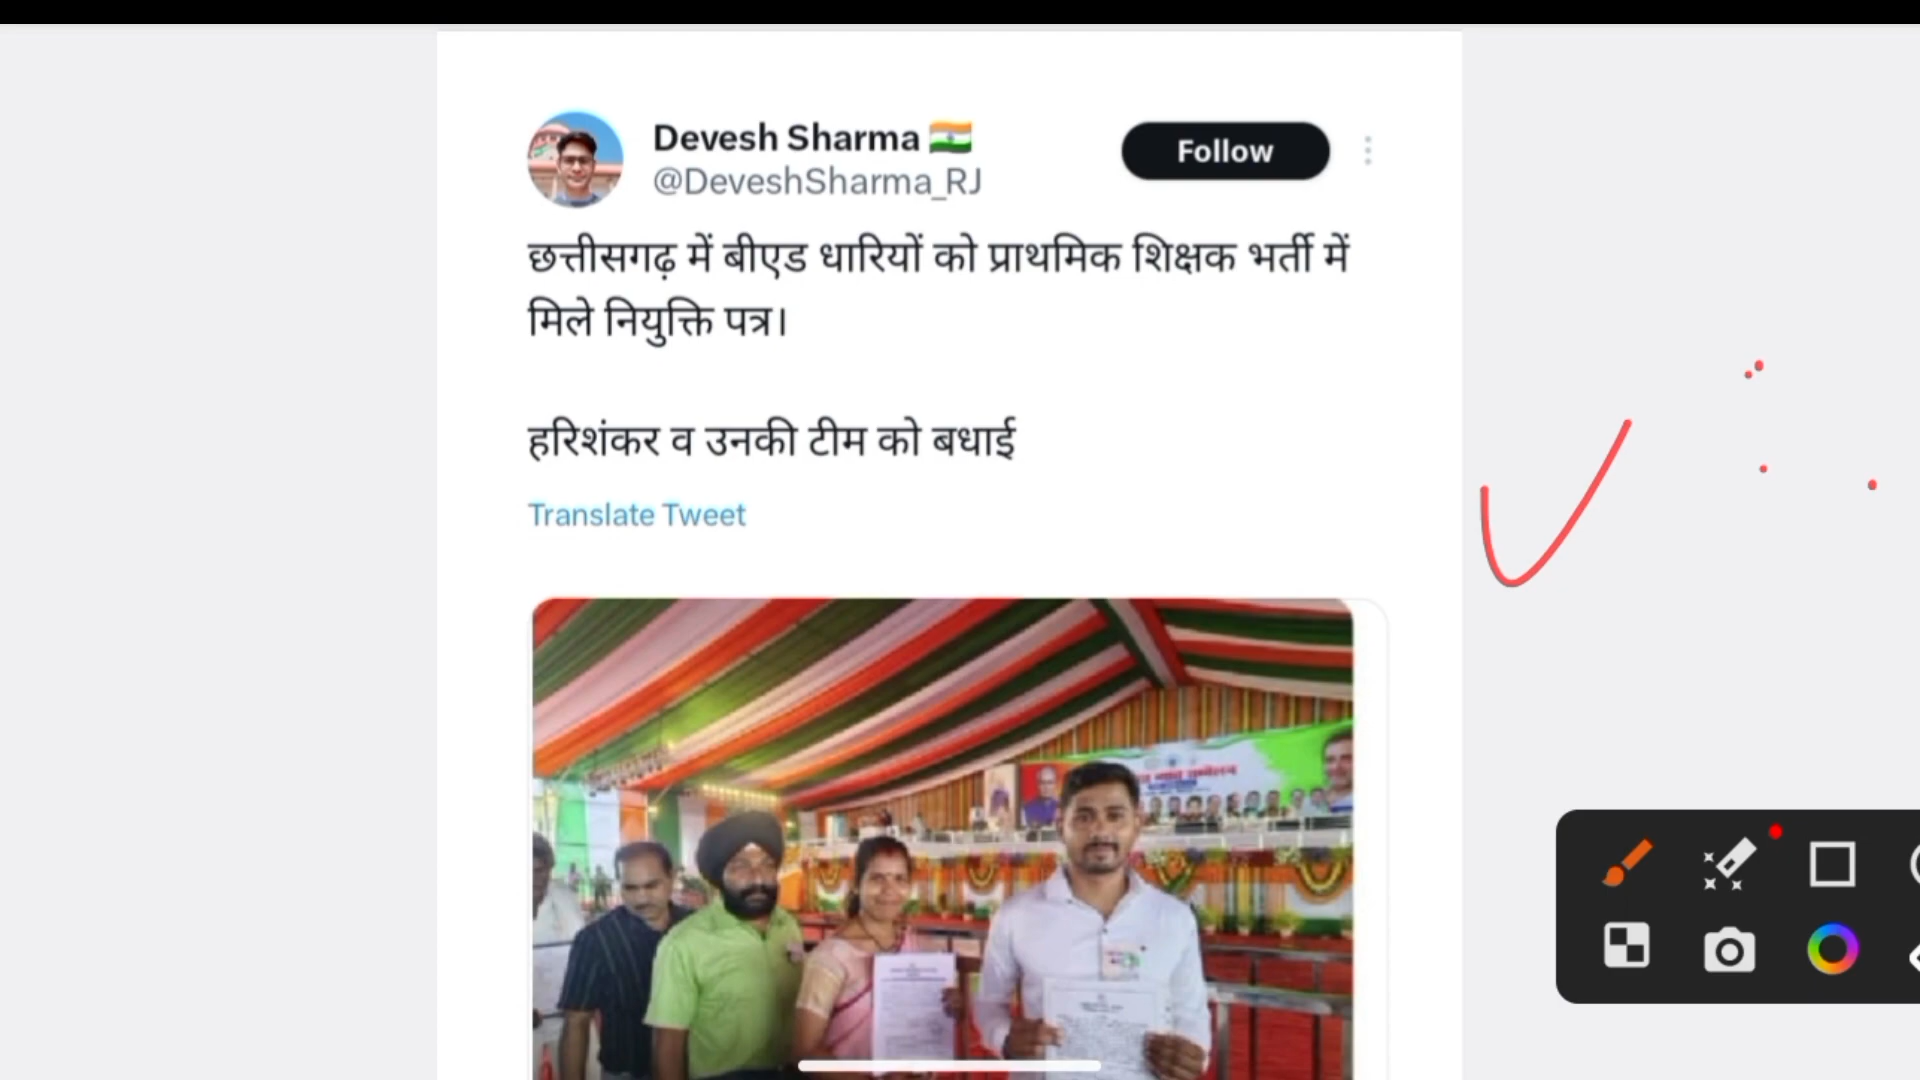 Devesh Sharma 🇮🇳
@DeveshSharma_RJ
Follow
छत्तीसगढ़ में बीएड धारियों को प्राथमिक शिक्षक भर्ती में
मिले नियुक्ति पत्र।
हरिशंकर व उनकी टीम को बधाई
Translate Tweet